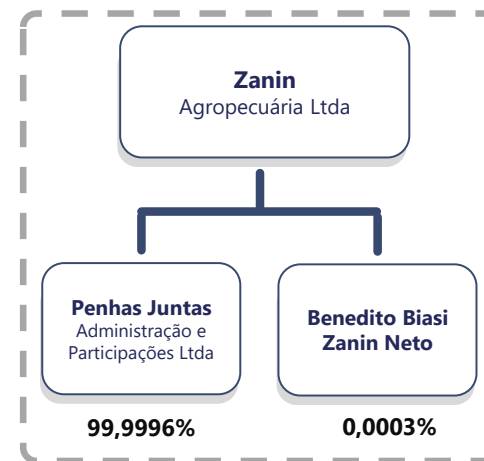 Zanin
Agropecuária Ltda
Penhas Juntas
Administração e
Participações Ltda
Benedito Biasi
Zanin Neto
99,9996%
0,0003%